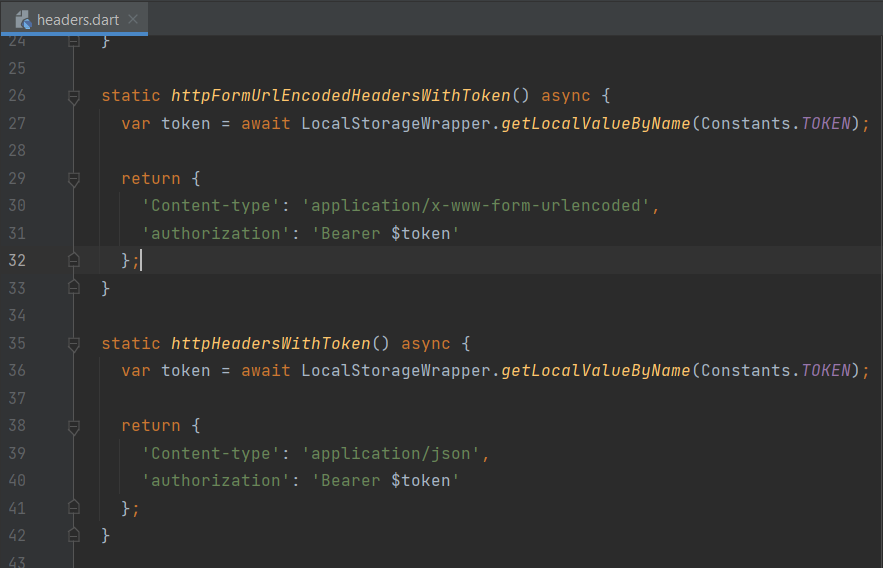 headers.dart
24 }
25
26 static httpFormUrlEncodedHeadersWithToken() async {
27 var token = await LocalStorageWrapper.getLocalValueByName(Constants.TOKEN);
28
29 return {
30 'Content-type': 'application/x-www-form-urlencoded',
31 'authorization': 'Bearer $token'
32 };
33 }
34
35 static httpHeadersWithToken() async {
36 var token = await LocalStorageWrapper.getLocalValueByName(Constants.TOKEN);
37
38 return {
39 'Content-type': 'application/json',
40 'authorization': 'Bearer $token'
41 };
42 }
43